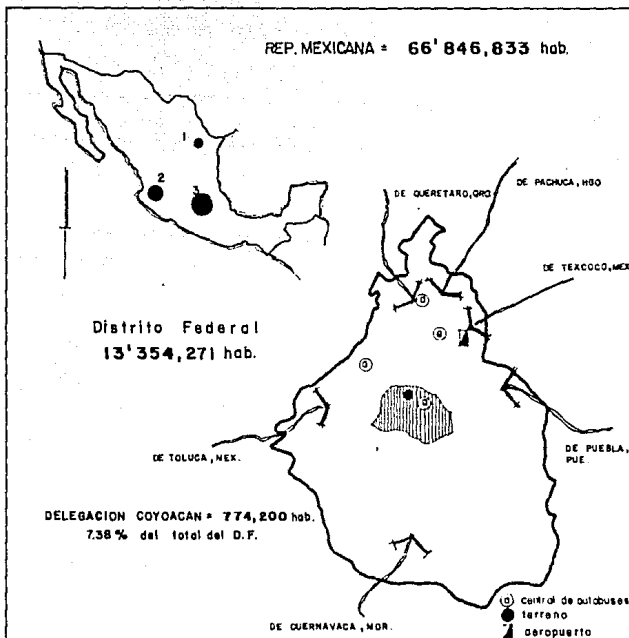 REP. MEXICANA = 66'846,833 hab.
1
2
3
DE QUERETARO, QRO.
DE PACHUCA, HGO
DE TEXCOCO, MEX
Distrito Federal
13'354,271 hab.
DE TOLUCA, MEX.
DE PUEBLA,
PUE.
DELEGACION COYOACAN = 774,200 hab.
7.38% del total del D.F.
DE CUERNAVACA, MOR.
central de autobuses
terreno
aeropuerto